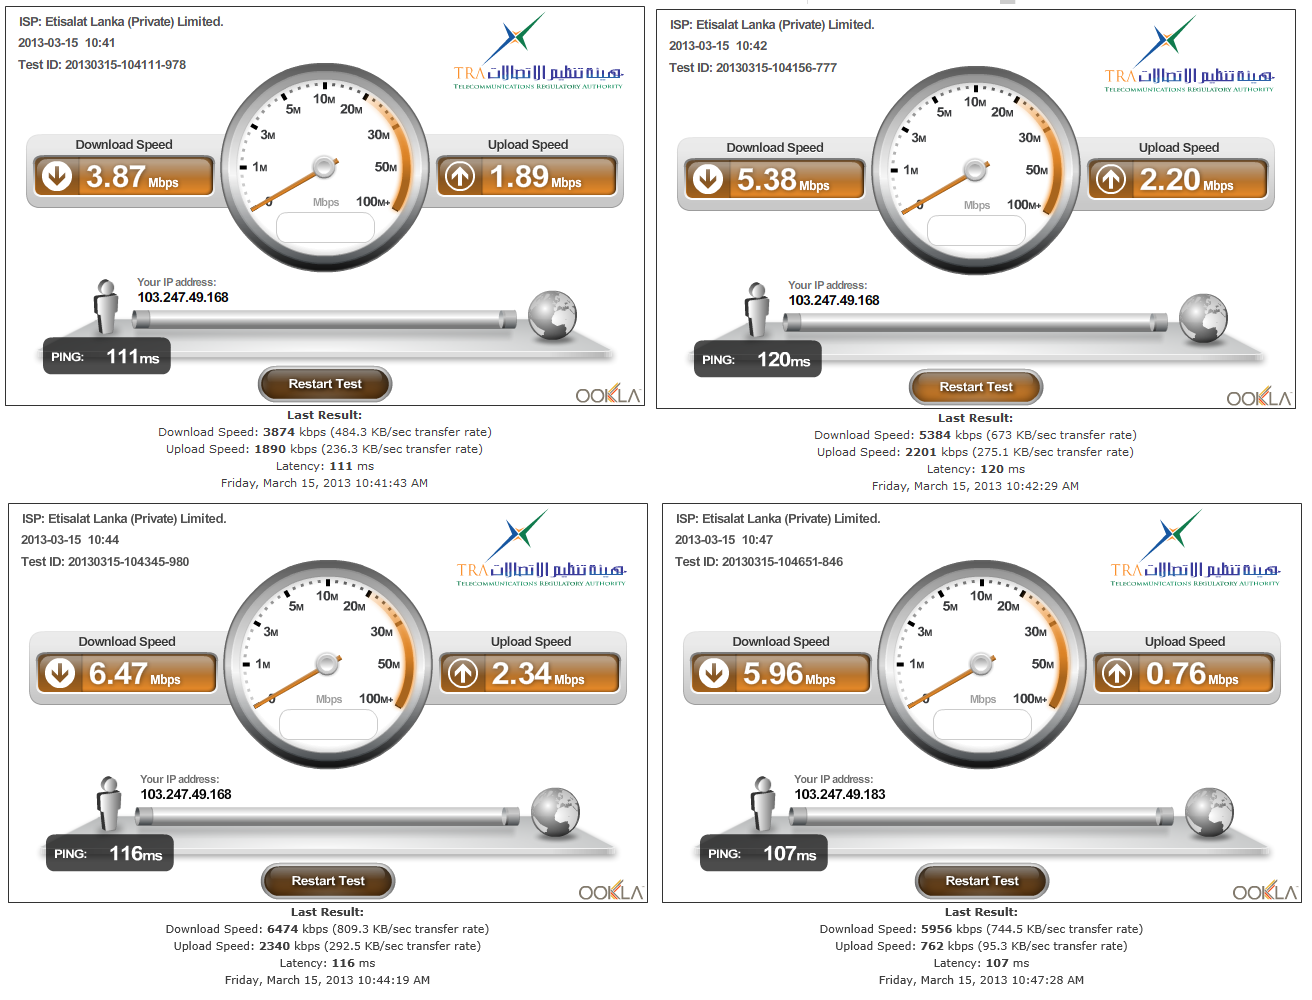 ISP: Etisalat Lanka (Private) Limited.
2013-03-15 10:41
Test ID: 20130315-104111-978
TRA هيئة تنظيم الاتصالات
TELECOMMUNICATIONS REGULATORY AUTHORITY
Download Speed
3.87 Mbps
Upload Speed
1.89 Mbps
0
1M
3M
5M
10M
20M
30M
50M
100M+
Mbps
Your IP address:
103.247.49.168
PING: 111ms
Restart Test
OOKLA
Last Result:
Download Speed: 3874 kbps (484.3 KB/sec transfer rate)
Upload Speed: 1890 kbps (236.3 KB/sec transfer rate)
Latency: 111 ms
Friday, March 15, 2013 10:41:43 AM
ISP: Etisalat Lanka (Private) Limited.
2013-03-15 10:42
Test ID: 20130315-104156-777
TRA هيئة تنظيم الاتصالات
TELECOMMUNICATIONS REGULATORY AUTHORITY
Download Speed
5.38 Mbps
Upload Speed
2.20 Mbps
0
1M
3M
5M
10M
20M
30M
50M
100M+
Mbps
Your IP address:
103.247.49.168
PING: 120ms
Restart Test
OOKLA
Last Result:
Download Speed: 5384 kbps (673 KB/sec transfer rate)
Upload Speed: 2201 kbps (275.1 KB/sec transfer rate)
Latency: 120 ms
Friday, March 15, 2013 10:42:29 AM
ISP: Etisalat Lanka (Private) Limited.
2013-03-15 10:44
Test ID: 20130315-104345-980
TRA هيئة تنظيم الاتصالات
TELECOMMUNICATIONS REGULATORY AUTHORITY
Download Speed
6.47 Mbps
Upload Speed
2.34 Mbps
0
1M
3M
5M
10M
20M
30M
50M
100M+
Mbps
Your IP address:
103.247.49.168
PING: 116ms
Restart Test
OOKLA
Last Result:
Download Speed: 6474 kbps (809.3 KB/sec transfer rate)
Upload Speed: 2340 kbps (292.5 KB/sec transfer rate)
Latency: 116 ms
Friday, March 15, 2013 10:44:19 AM
ISP: Etisalat Lanka (Private) Limited.
2013-03-15 10:47
Test ID: 20130315-104651-846
TRA هيئة تنظيم الاتصالات
TELECOMMUNICATIONS REGULATORY AUTHORITY
Download Speed
5.96 Mbps
Upload Speed
0.76 Mbps
0
1M
3M
5M
10M
20M
30M
50M
100M+
Mbps
Your IP address:
103.247.49.183
PING: 107ms
Restart Test
OOKLA
Last Result:
Download Speed: 5956 kbps (744.5 KB/sec transfer rate)
Upload Speed: 762 kbps (95.3 KB/sec transfer rate)
Latency: 107 ms
Friday, March 15, 2013 10:47:28 AM